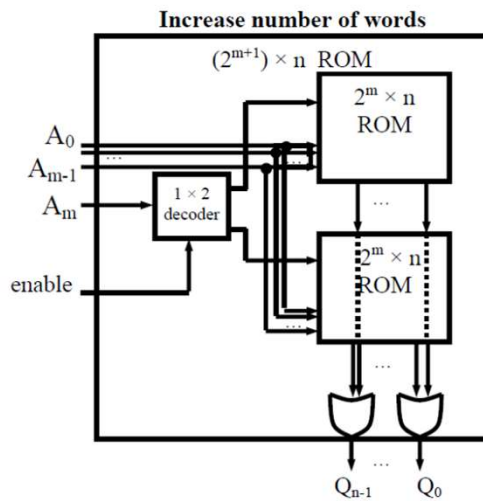 Increase number of words
(2^{m+1}) × n ROM
2^m × n
ROM
A_0
...
A_{m-1}
...
1 × 2
decoder
A_m
...
enable
2^m × n
ROM
...
...
...
Q_{n-1} ... Q_0